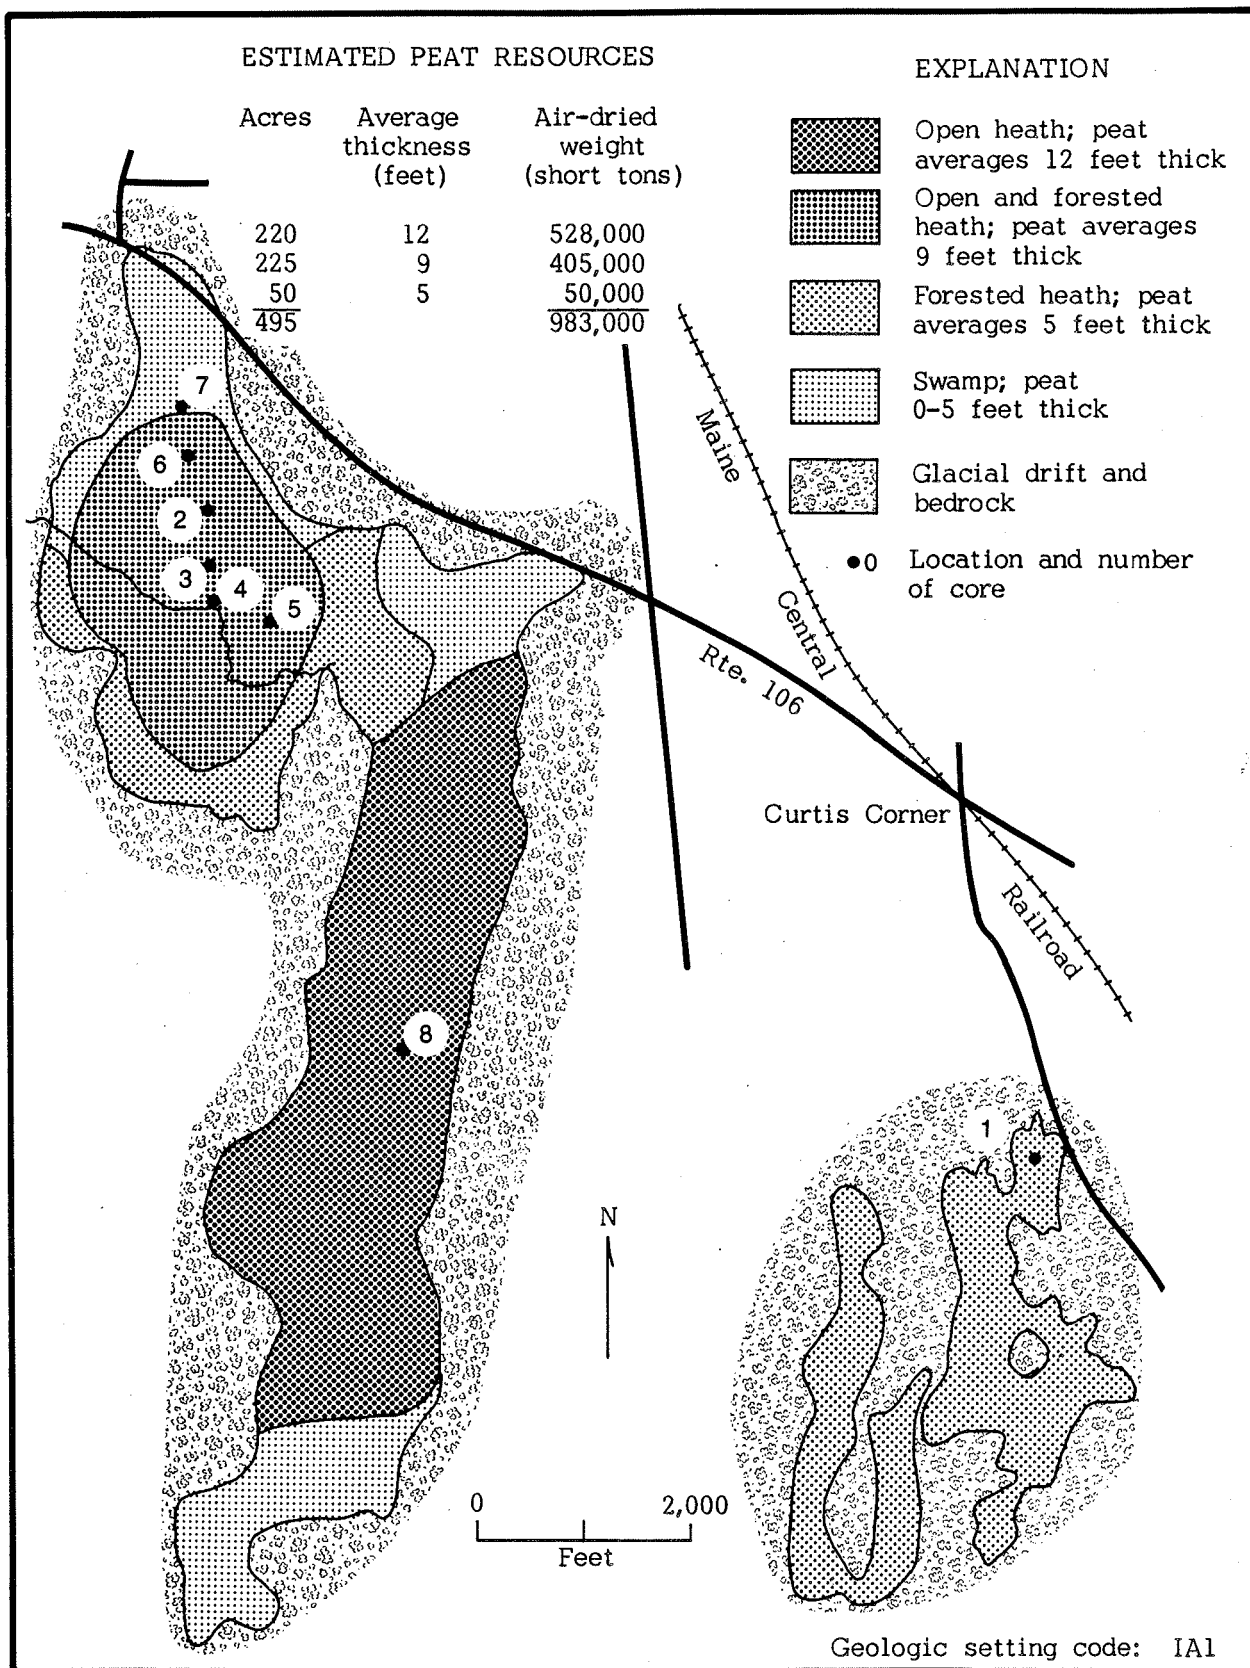 ESTIMATED PEAT RESOURCES
Acres Average Air-dried
thickness weight
(feet) (short tons)
220 12 528,000
225 9 405,000
50 5 50,000
495 983,000
EXPLANATION
Open heath; peat
averages 12 feet thick
Open and forested
heath; peat averages
9 feet thick
Forested heath; peat
averages 5 feet thick
Swamp; peat
0-5 feet thick
Glacial drift and
bedrock
0 Location and number
of core
7
6
2
3
4
5
8
1
Maine
Central
Railroad
Rte. 106
Curtis Corner
N
0 2,000
Feet
Geologic setting code: IA1